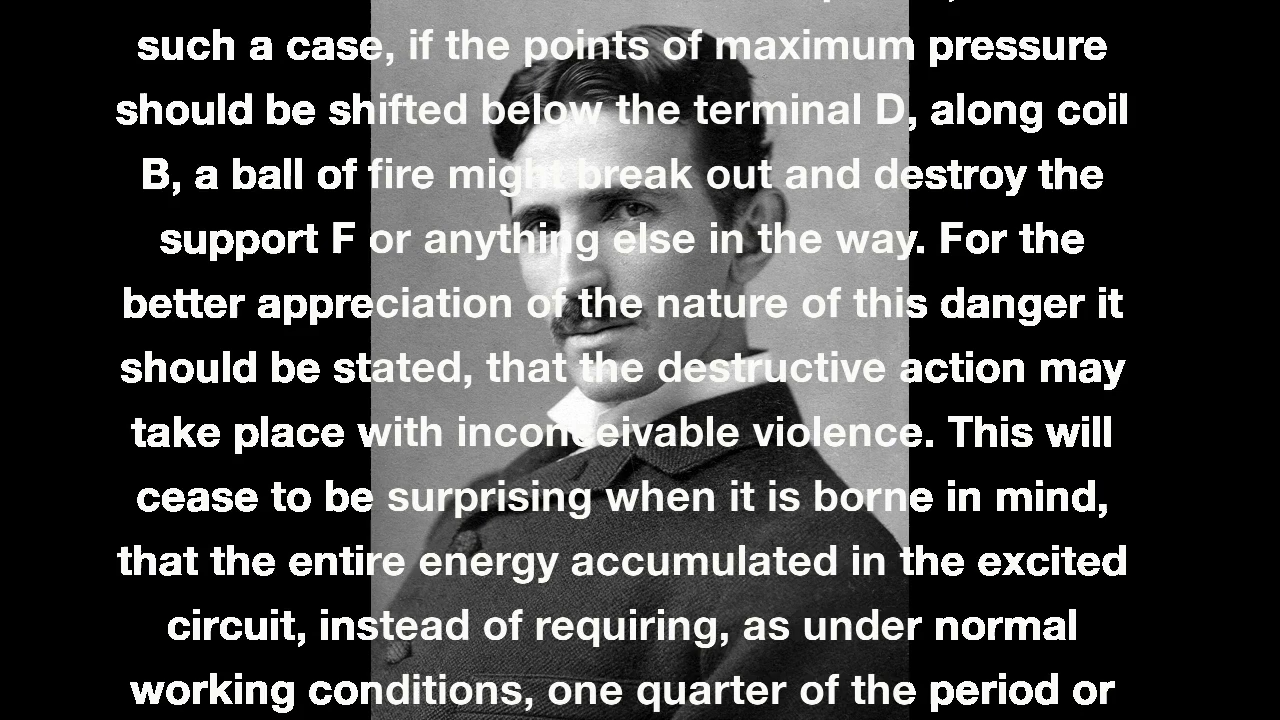 such a case, if the points of maximum pressure
should be shifted below the terminal D, along coil
B, a ball of fire might break out and destroy the
support F or anything else in the way. For the
better appreciation of the nature of this danger it
should be stated, that the destructive action may
take place with inconceivable violence. This will
cease to be surprising when it is borne in mind,
that the entire energy accumulated in the excited
circuit, instead of requiring, as under normal
working conditions, one quarter of the period or